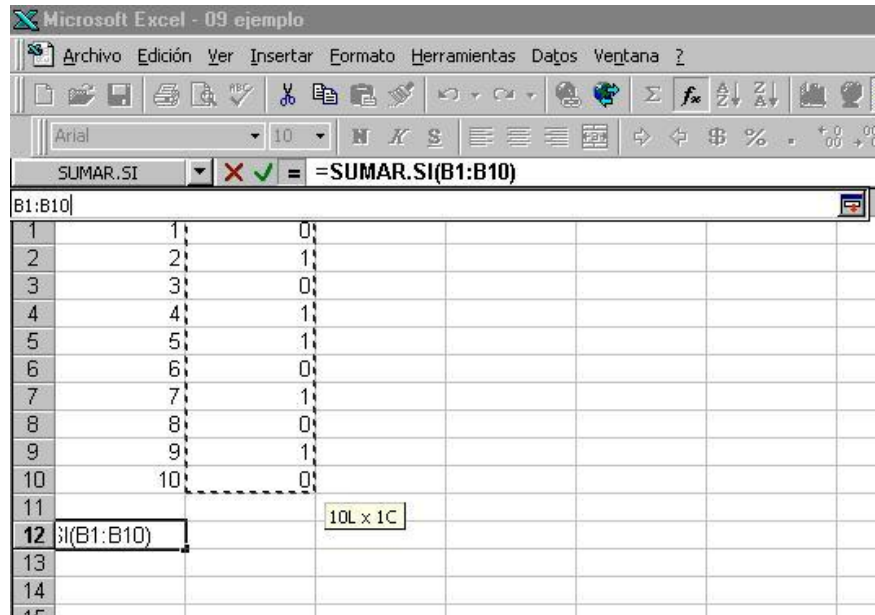 Microsoft Excel - 09 ejemplo
Archivo Edición Ver Insertar Formato Herramientas Datos Ventana ?
Arial 10 N K S $ %
SUMAR.SI = =SUMAR.SI(B1:B10)
B1:B10
1 1 0
2 2 1
3 3 0
4 4 1
5 5 1
6 6 0
7 7 1
8 8 0
9 9 1
10 10 0
11
10L x 1C
12 SI(B1:B10)
13
14